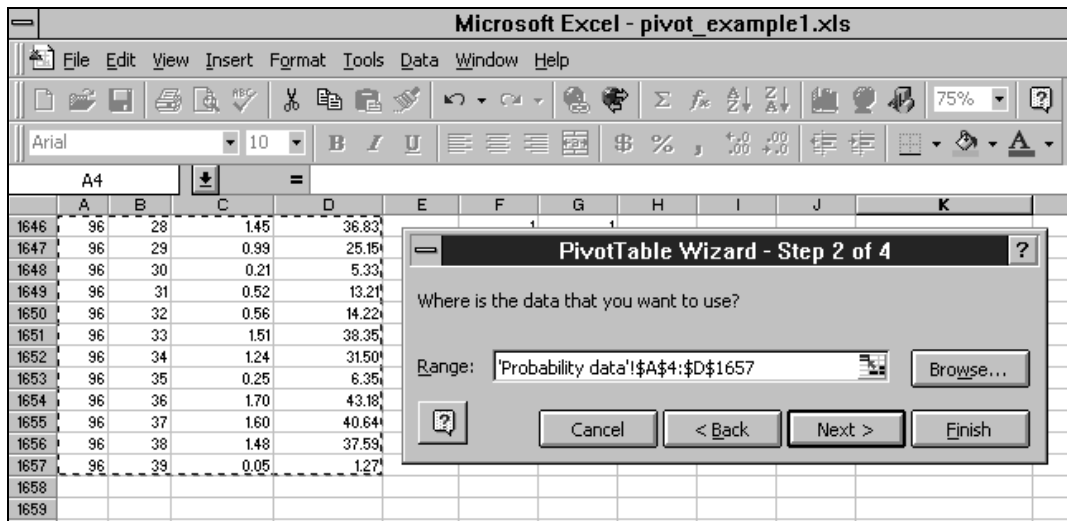 Microsoft Excel - pivot_example1.xls
File Edit View Insert Format Tools Data Window Help
ABC Σ fx A Z Z A 75% ?
Arial 10 B I U $ % , .0 .00 .00 .0 A
A4 =
A B C D E F G H I J K
1646 96 28 1.45 36.83 1 1
1647 96 29 0.99 25.15
1648 96 30 0.21 5.33
1649 96 31 0.52 13.21
1650 96 32 0.56 14.22
1651 96 33 1.51 38.35
1652 96 34 1.24 31.50
1653 96 35 0.25 6.35
1654 96 36 1.70 43.18
1655 96 37 1.60 40.64
1656 96 38 1.48 37.59
1657 96 39 0.05 1.27
1658
1659
PivotTable Wizard - Step 2 of 4 ?
Where is the data that you want to use?
Range: 'Probability data'!$A$4:$D$1657 Browse...
? Cancel < Back Next > Finish